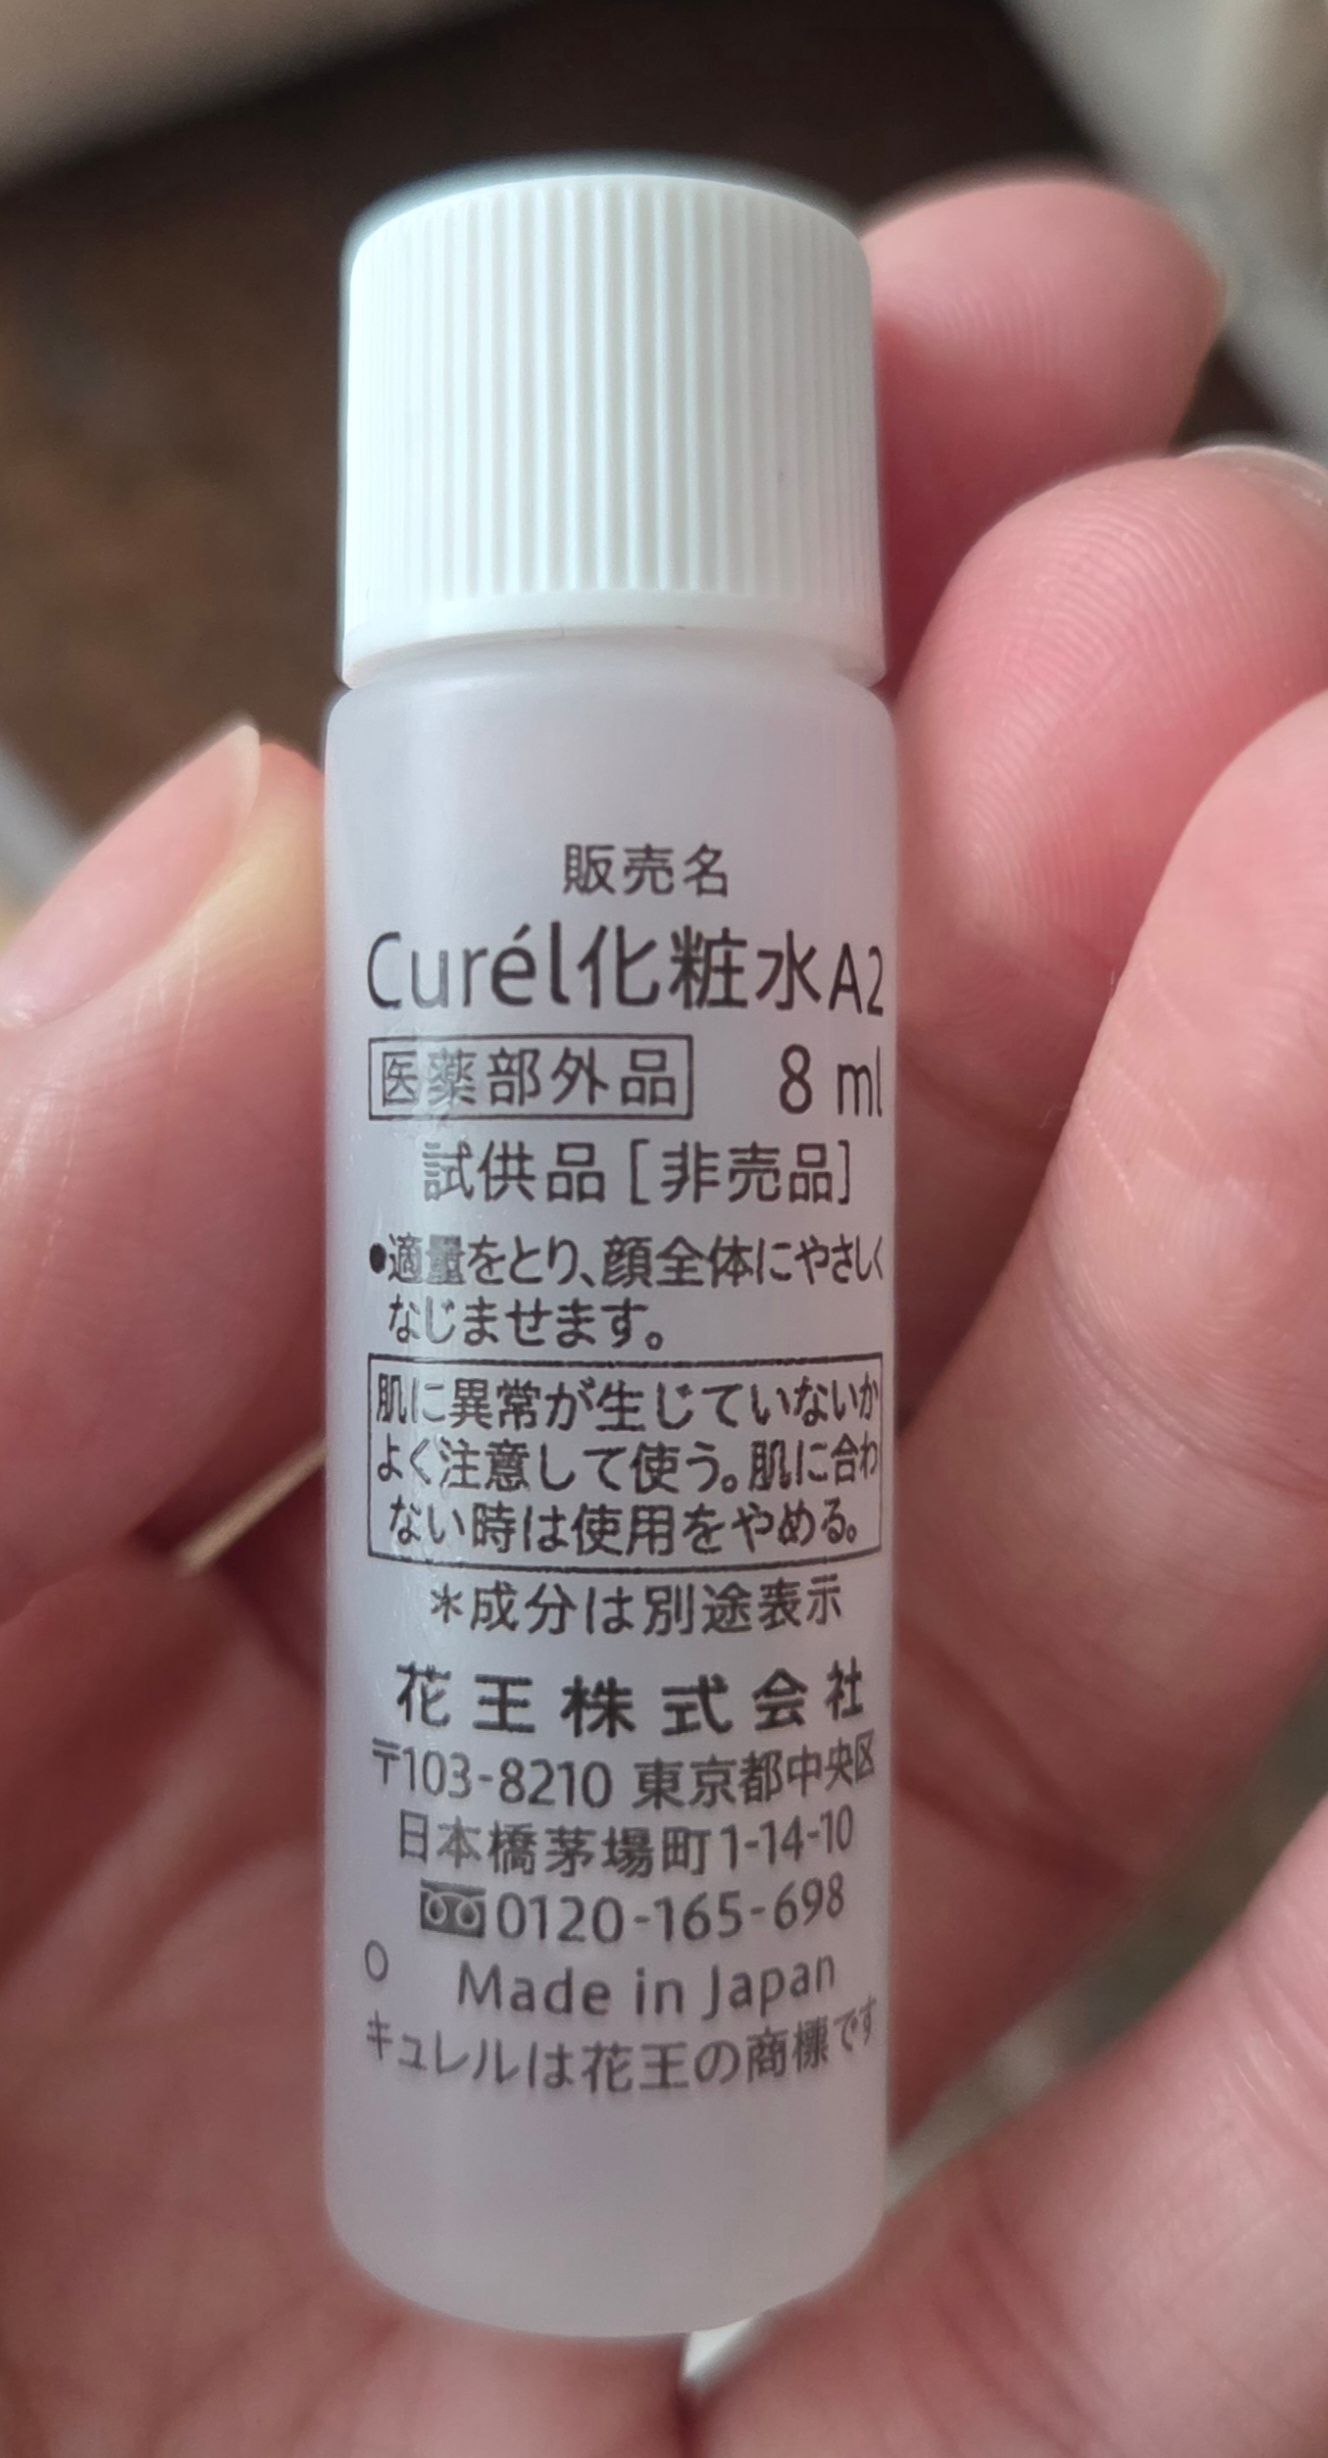 販売名
Curél化粧水A2
医薬部外品 8 ml
試供品[非売品]
•適量をとり、顔全体にやさしく
なじませます。
肌に異常が生じていないか
よく注意して使う。肌に合わ
ない時は使用をやめる。
＊成分は別途表示
花王株式会社
〒103-8210 東京都中央区
日本橋茅場町1-14-10
0120-165-698
O Made in Japan
キュレルは花王の商標です